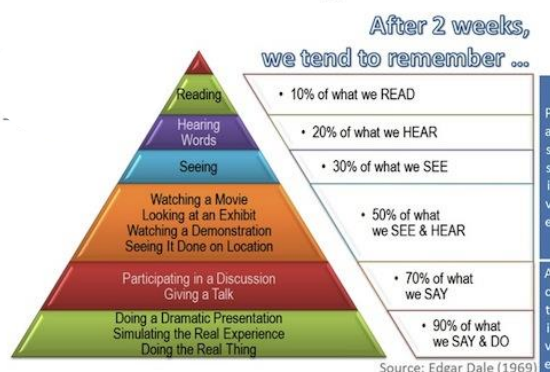 After 2 weeks,
we tend to remember ...
Reading
• 10% of what we READ
Hearing
Words
• 20% of what we HEAR
Seeing
• 30% of what we SEE
Watching a Movie
Looking at an Exhibit
Watching a Demonstration
Seeing It Done on Location
• 50% of what
we SEE & HEAR
Participating in a Discussion
Giving a Talk
• 70% of what
we SAY
Doing a Dramatic Presentation
Simulating the Real Experience
Doing the Real Thing
• 90% of what
we SAY & DO
P
a
s
s
i
v
e
A
c
t
i
v
e
Source: Edgar Dale (1969)